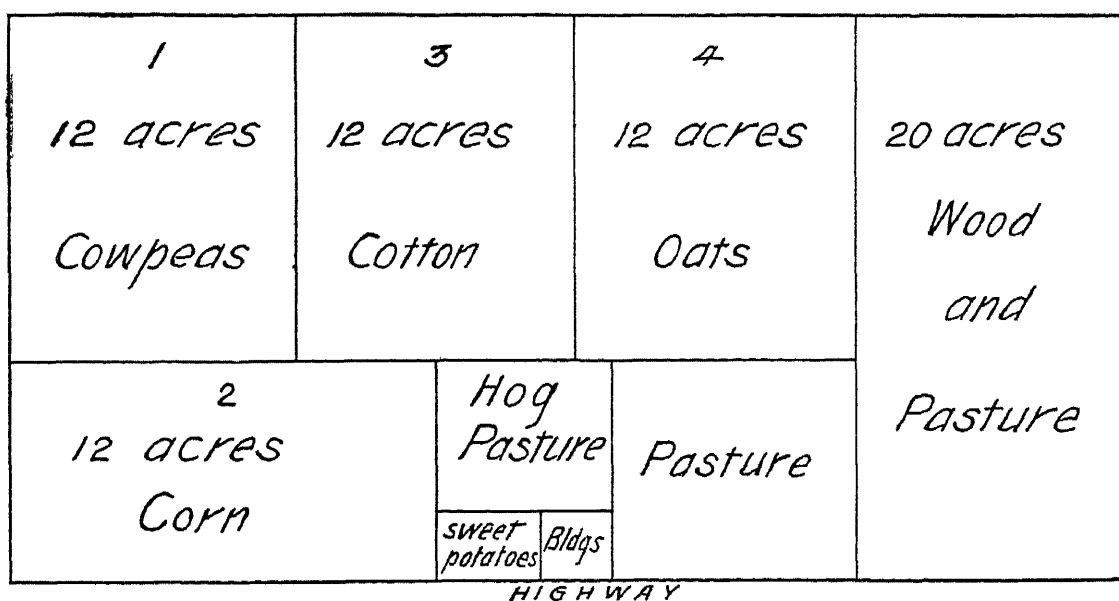 1
12 acres
Cowpeas
3
12 acres
Cotton
4
12 acres
Oats
20 acres
Wood
and
Pasture
2
12 acres
Corn
Hog
Pasture
sweet
potatoes
Bldgs
Pasture
HIGHWAY